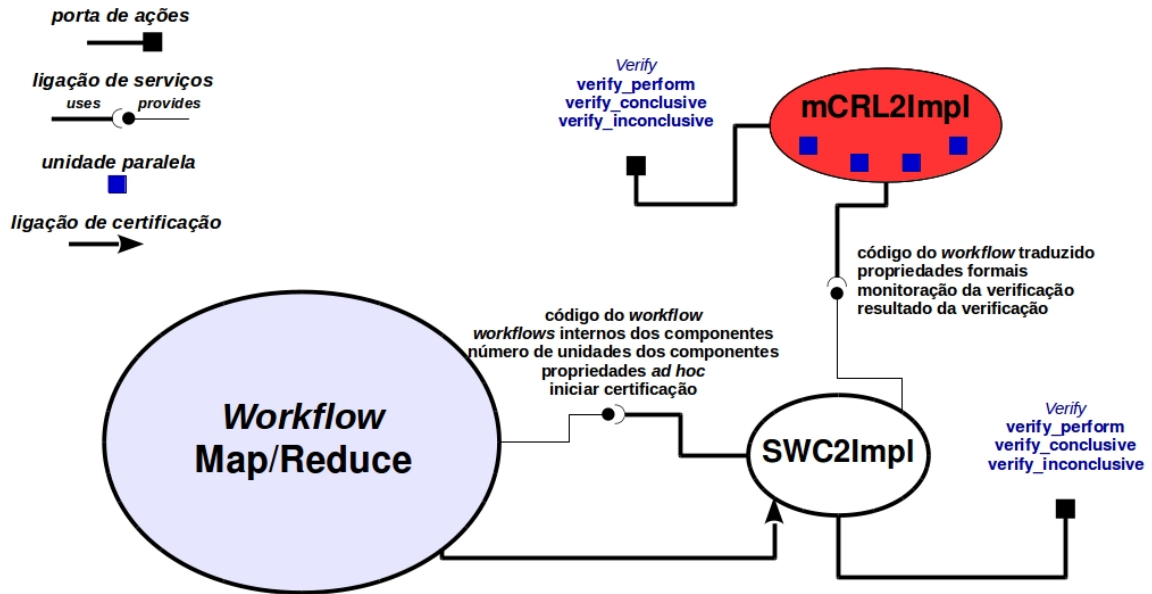 porta de ações
ligação de serviços
uses provides
unidade paralela
ligação de certificação
Verify
verify_perform
verify_conclusive
verify_inconclusive
mCRL2Impl
código do workflow traduzido
propriedades formais
monitoração da verificação
resultado da verificação
código do workflow
workflows internos dos componentes
número de unidades dos componentes
propriedades ad hoc
iniciar certificação
Workflow
Map/Reduce
SWC2Impl
Verify
verify_perform
verify_conclusive
verify_inconclusive